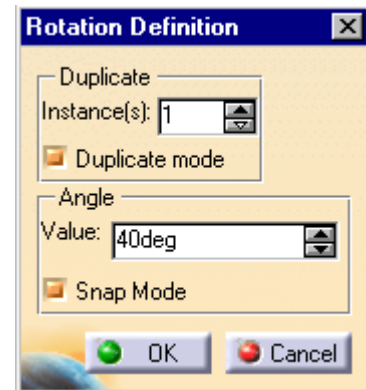 Rotation Definition
Duplicate
Instance(s): 1
Duplicate mode
Angle
Value: 40deg
Snap Mode
OK Cancel